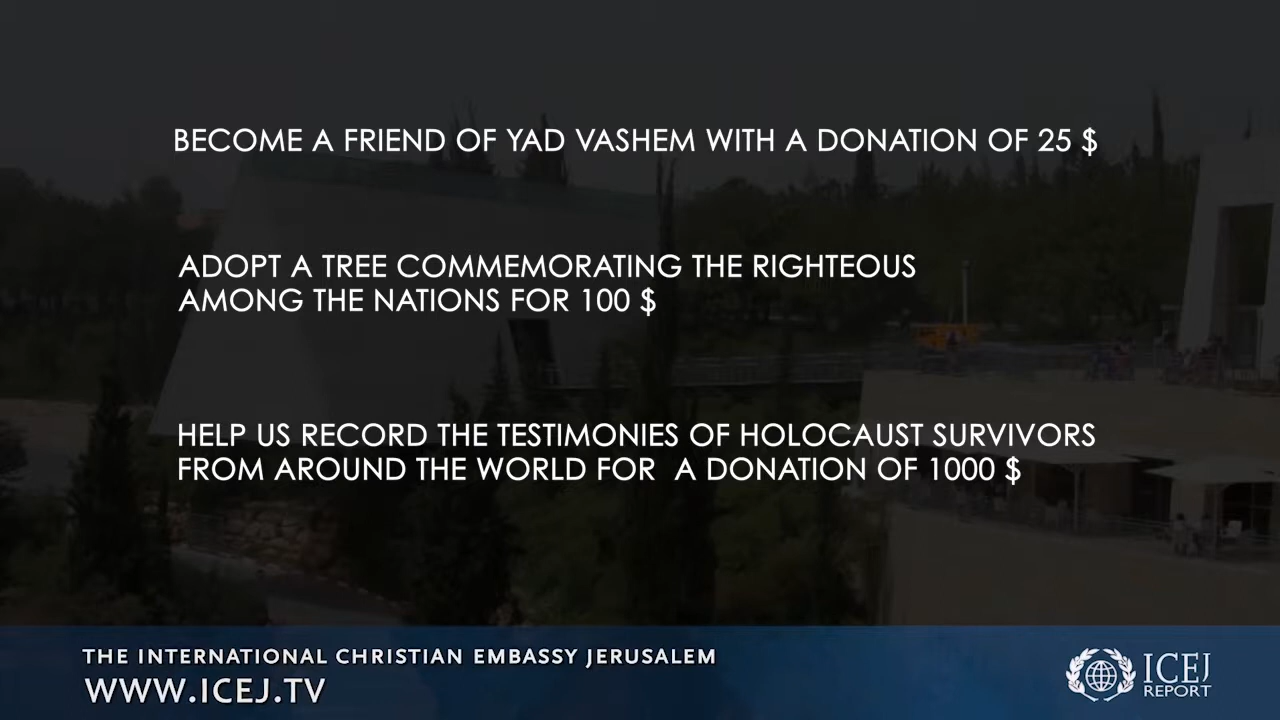 BECOME A FRIEND OF YAD VASHEM WITH A DONATION OF 25 $
ADOPT A TREE COMMEMORATING THE RIGHTEOUS
AMONG THE NATIONS FOR 100 $
HELP US RECORD THE TESTIMONIES OF HOLOCAUST SURVIVORS
FROM AROUND THE WORLD FOR A DONATION OF 1000 $
THE INTERNATIONAL CHRISTIAN EMBASSY JERUSALEM
WWW.ICEJ.TV
ICEJ
REPORT